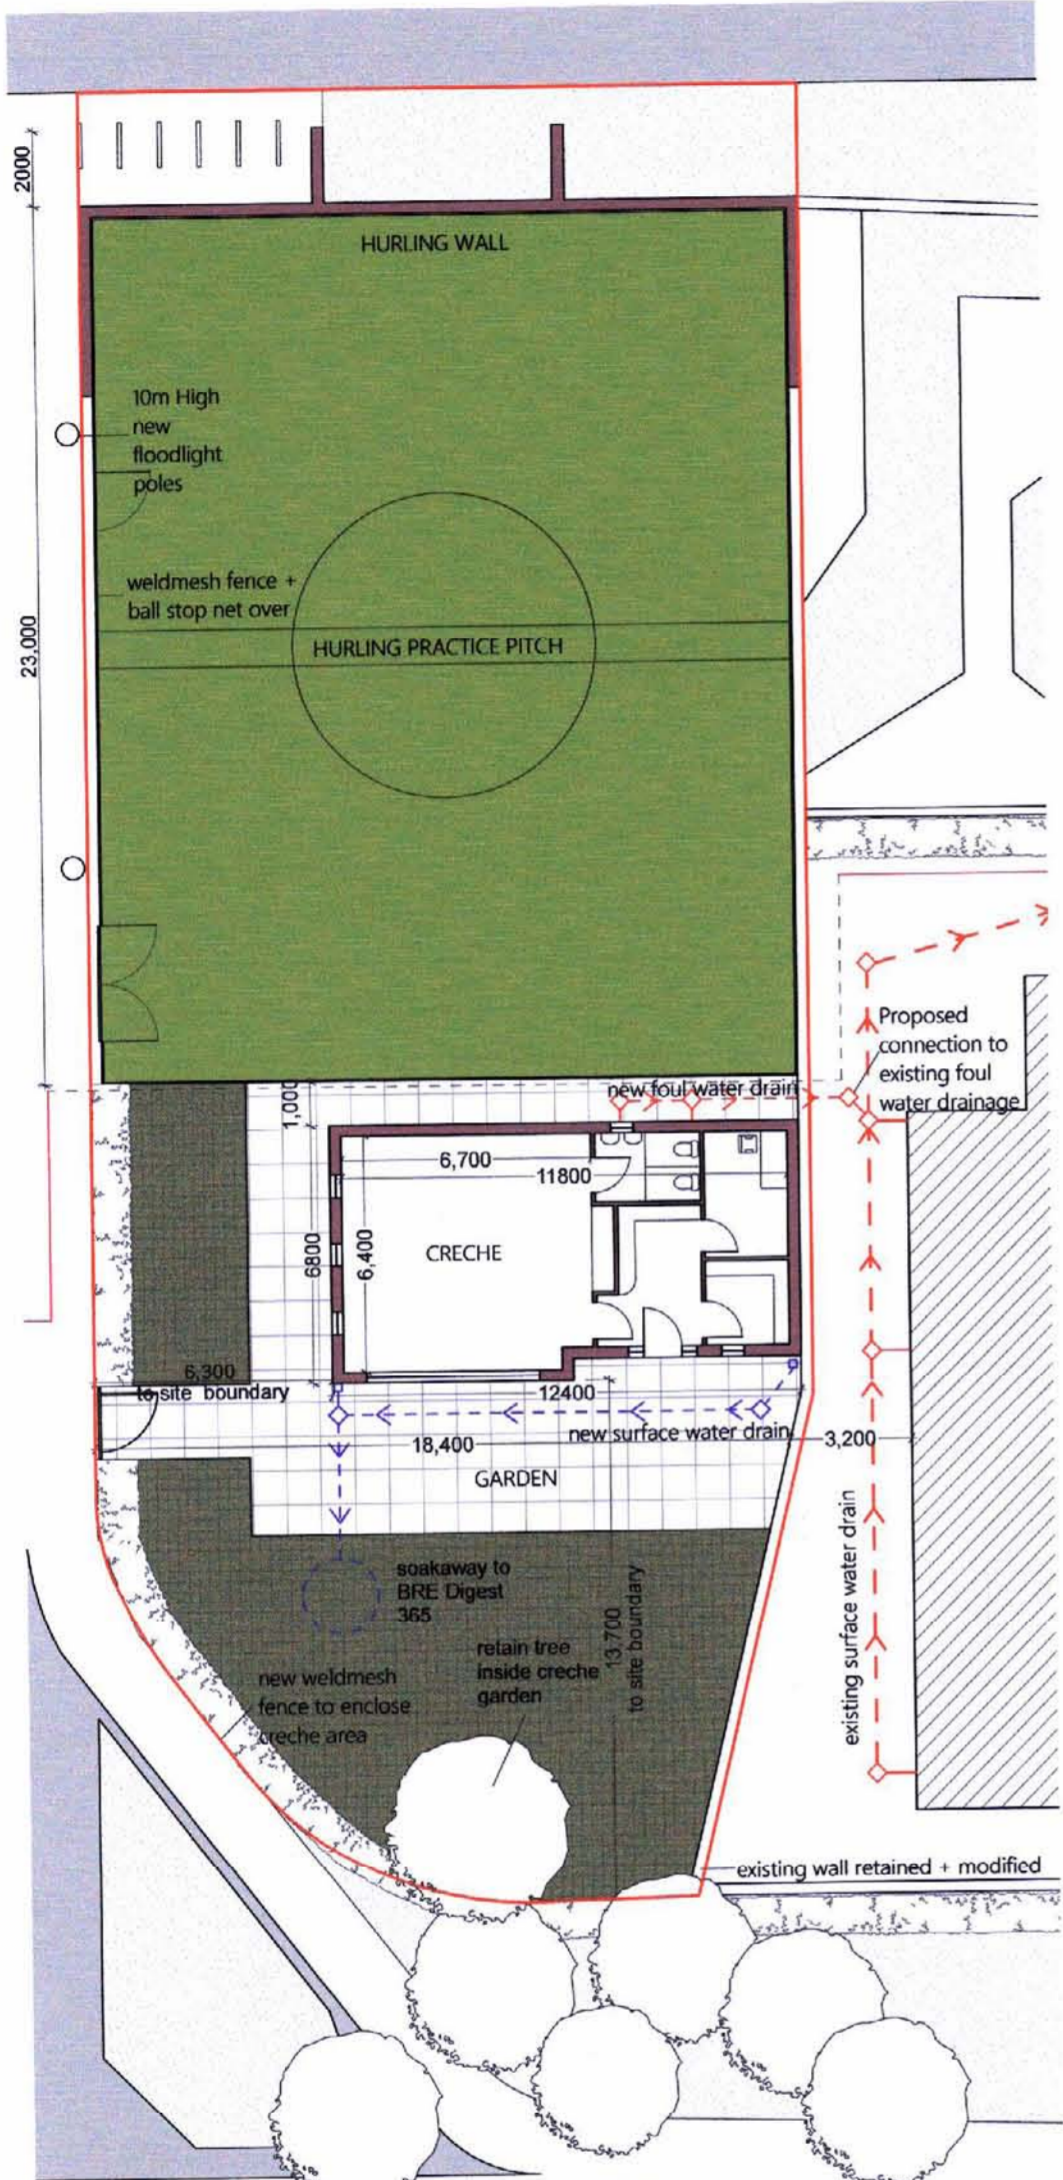 2000
HURLING WALL
10m High
new
floodlight
poles
weldmesh fence +
ball stop net over
HURLING PRACTICE PITCH
23,000
Proposed
connection to
existing foul
water drainage
new foul water drain
1,000
6,700
11800
CRECHE
6800
6,400
6,300
to site boundary
12400
new surface water drain
18,400
3,200
GARDEN
soakaway to
BRE Digest
365
retain tree
inside creche
garden
13,700
to site boundary
existing surface water drain
new weldmesh
fence to enclose
creche area
existing wall retained + modified